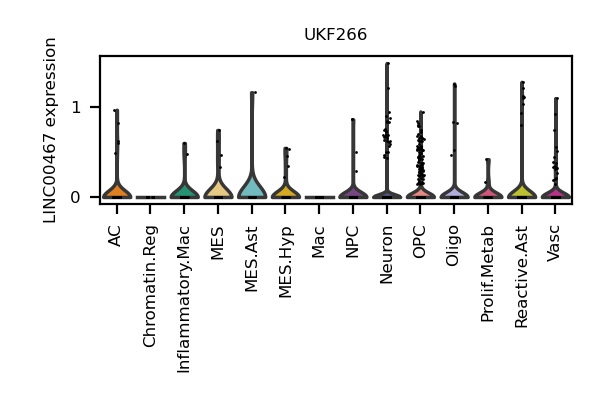 UKF266
LINC00467 expression
1
0
AC
Chromatin.Reg
Inflammatory.Mac
MES
MES.Ast
MES.Hyp
Mac
NPC
Neuron
OPC
Oligo
Prolif.Metab
Reactive.Ast
Vasc